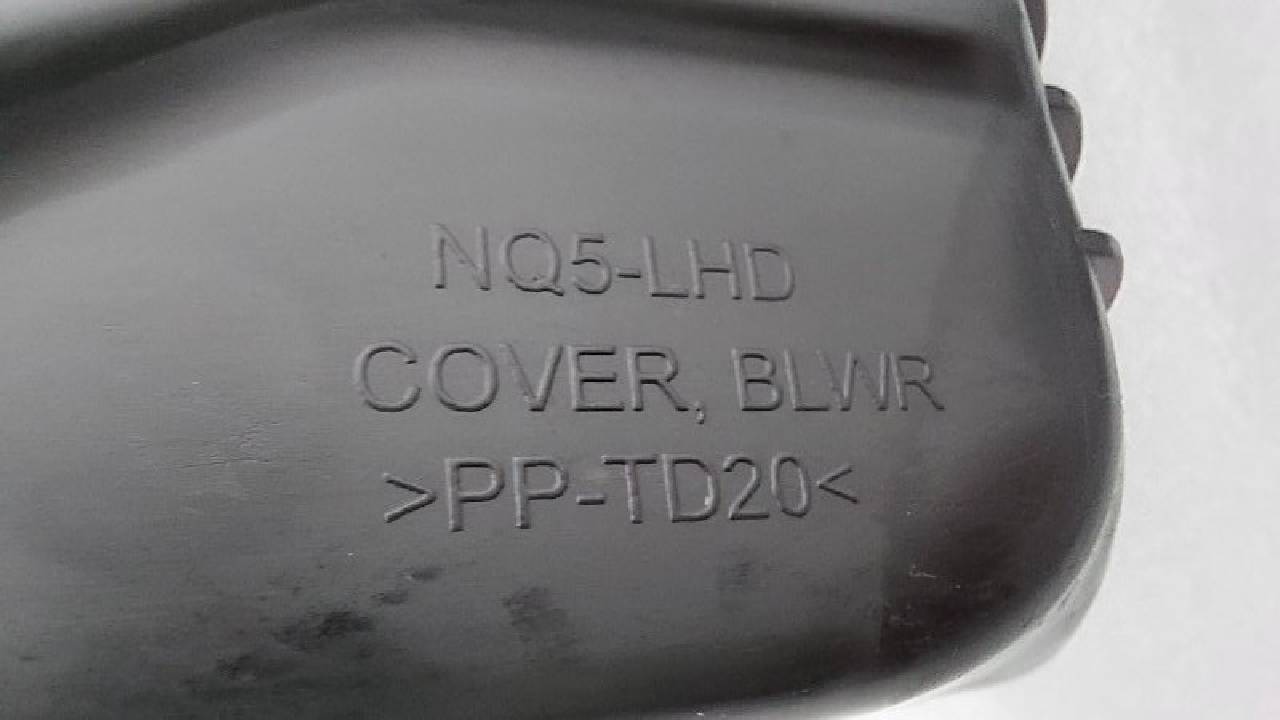 NQ5-LHD
COVER, BLWR
>PP-TD20<